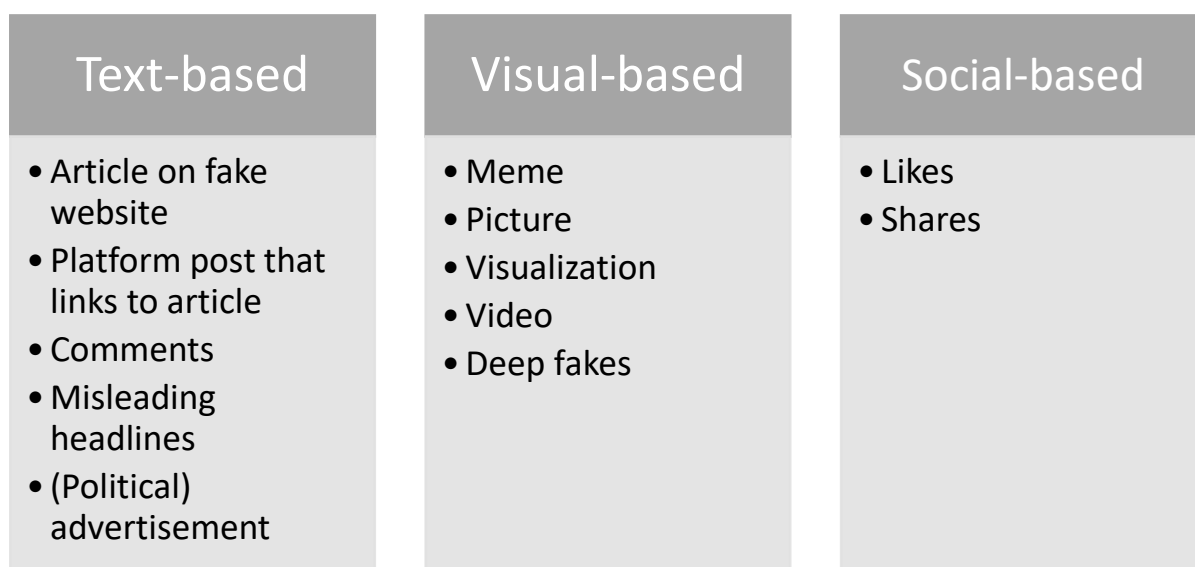 Text-based
• Article on fake
website
• Platform post that
links to article
• Comments
• Misleading
headlines
• (Political)
advertisement
Visual-based
• Meme
• Picture
• Visualization
• Video
• Deep fakes
Social-based
• Likes
• Shares